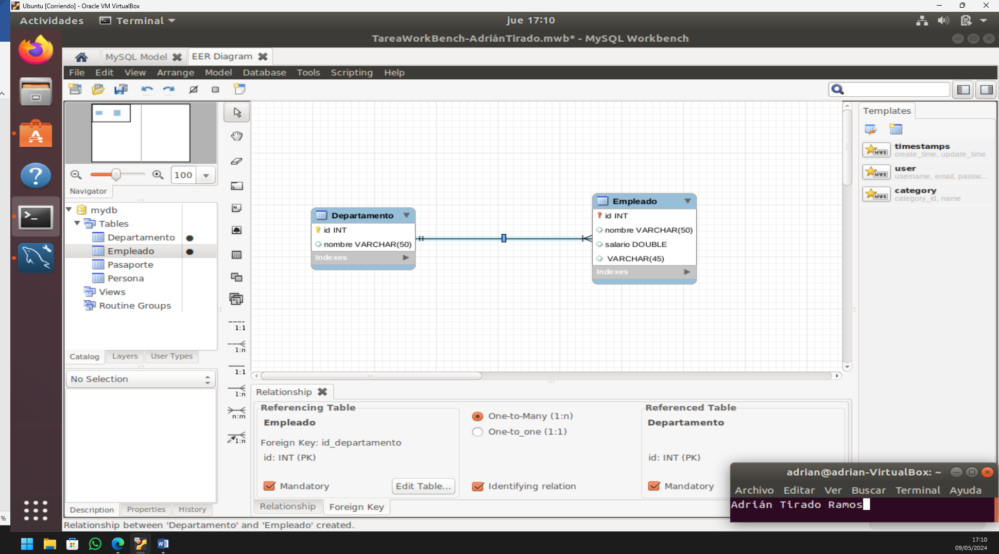 Ubuntu [Corriendo] - Oracle VM VirtualBox
Actividades Terminal jue 17:10
TareaWorkBench-AdriánTirado.mwb* - MySQL Workbench
MySQL Model EER Diagram
File Edit View Arrange Model Database Tools Scripting Help
100
Navigator
mydb
Tables
Departamento
Empleado
Pasaporte
Persona
Views
Routine Groups
Catalog Layers User Types
No Selection
Description Properties History
1:1
1:n
1:1
1:n
n:m
1:n
Departamento
id INT
nombre VARCHAR(50)
Indexes
Empleado
id INT
nombre VARCHAR(50)
salario DOUBLE
VARCHAR(45)
Indexes
Templates
MWB timestamps
create_time, update_time
MWB user
username, email, passw...
MWB category
category_id, name
Relationship
Referencing Table
Empleado
Foreign Key: id_departamento
id: INT (PK)
Mandatory Edit Table...
One-to-Many (1:n)
One-to_one (1:1)
Identifying relation
Referenced Table
Departamento
id: INT (PK)
Mandatory
Relationship Foreign Key
Relationship between 'Departamento' and 'Empleado' created.
adrian@adrian-VirtualBox: ~
Archivo Editar Ver Buscar Terminal Ayuda
Adrián Tirado Ramos
%
17:10
09/05/2024